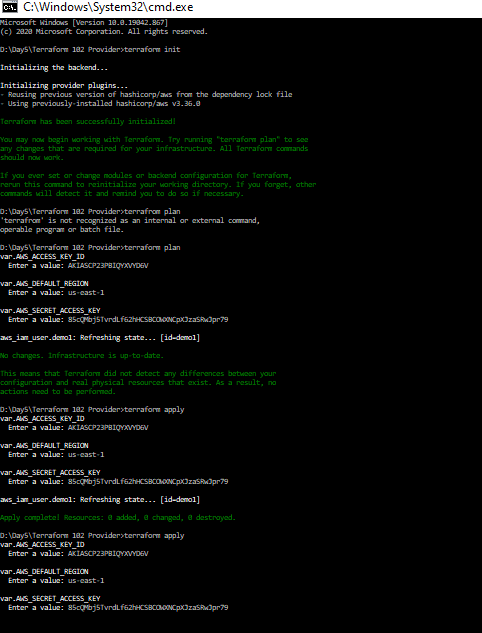 C:\Windows\System32\cmd.exe
Microsoft Windows [Version 10.0.19042.867]
(c) 2020 Microsoft Corporation. All rights reserved.
D:\Day5\Terraform 102 Provider>terraform init
Initializing the backend...
Initializing provider plugins...
- Reusing previous version of hashicorp/aws from the dependency lock file
- Using previously-installed hashicorp/aws v3.36.0
Terraform has been successfully initialized!
You may now begin working with Terraform. Try running "terraform plan" to see
any changes that are required for your infrastructure. All Terraform commands
should now work.
If you ever set or change modules or backend configuration for Terraform,
rerun this command to reinitialize your working directory. If you forget, other
commands will detect it and remind you to do so if necessary.
D:\Day5\Terraform 102 Provider>terrafrom plan
'terrafrom' is not recognized as an internal or external command,
operable program or batch file.
D:\Day5\Terraform 102 Provider>terraform plan
var.AWS_ACCESS_KEY_ID
Enter a value:
var.AWS_DEFAULT_REGION
Enter a value: us-east-1
var.AWS_SECRET_ACCESS_KEY
Enter a value:
aws_iam_user.demo1: Refreshing state... [id=demo1]
No changes. Infrastructure is up-to-date.
This means that Terraform did not detect any differences between your
configuration and real physical resources that exist. As a result, no
actions need to be performed.
D:\Day5\Terraform 102 Provider>terraform apply
var.AWS_ACCESS_KEY_ID
Enter a value:
var.AWS_DEFAULT_REGION
Enter a value: us-east-1
var.AWS_SECRET_ACCESS_KEY
Enter a value:
aws_iam_user.demo1: Refreshing state... [id=demo1]
Apply complete! Resources: 0 added, 0 changed, 0 destroyed.
D:\Day5\Terraform 102 Provider>terraform apply
var.AWS_ACCESS_KEY_ID
Enter a value:
var.AWS_DEFAULT_REGION
Enter a value: us-east-1
var.AWS_SECRET_ACCESS_KEY
Enter a value: